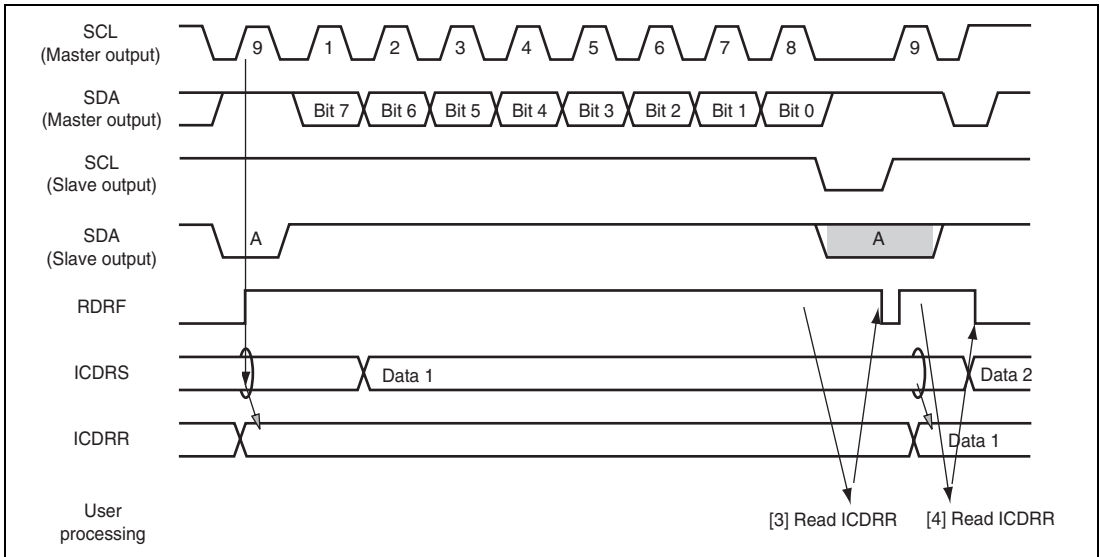 SCL
(Master output)
9 1 2 3 4 5 6 7 8 9
SDA
(Master output)
Bit 7 Bit 6 Bit 5 Bit 4 Bit 3 Bit 2 Bit 1 Bit 0
SCL
(Slave output)
SDA
(Slave output)
A A
RDRF
ICDRS
Data 1 Data 2
ICDRR
Data 1
User
processing
[3] Read ICDRR [4] Read ICDRR